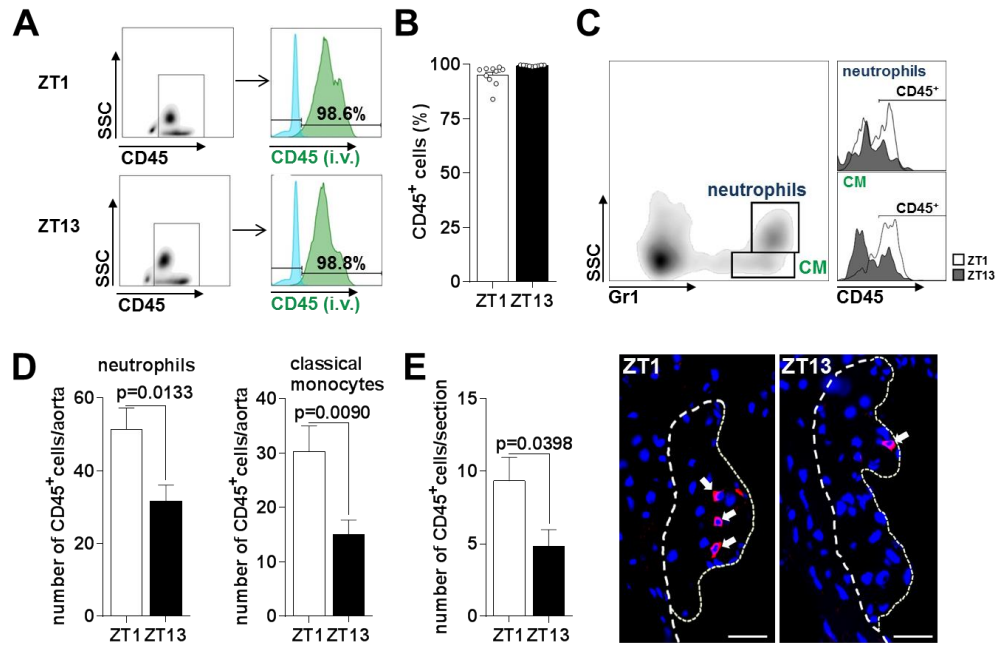 A
ZT1
SSC
CD45
98.6%
CD45 (i.v.)
ZT13
SSC
CD45
98.8%
CD45 (i.v.)
B
CD45⁺ cells (%)
100
75
50
25
0
ZT1 ZT13
C
SSC
Gr1
neutrophils
CM
neutrophils
CD45⁺
CM
CD45⁺
CD45
ZT1
ZT13
D
neutrophils
p=0.0133
number of CD45⁺cells/aorta
60
40
20
0
ZT1 ZT13
classical
monocytes
p=0.0090
number of CD45⁺cells/aorta
40
30
20
10
0
ZT1 ZT13
E
p=0.0398
number of CD45⁺cells/section
15
10
5
0
ZT1 ZT13
ZT1
ZT13